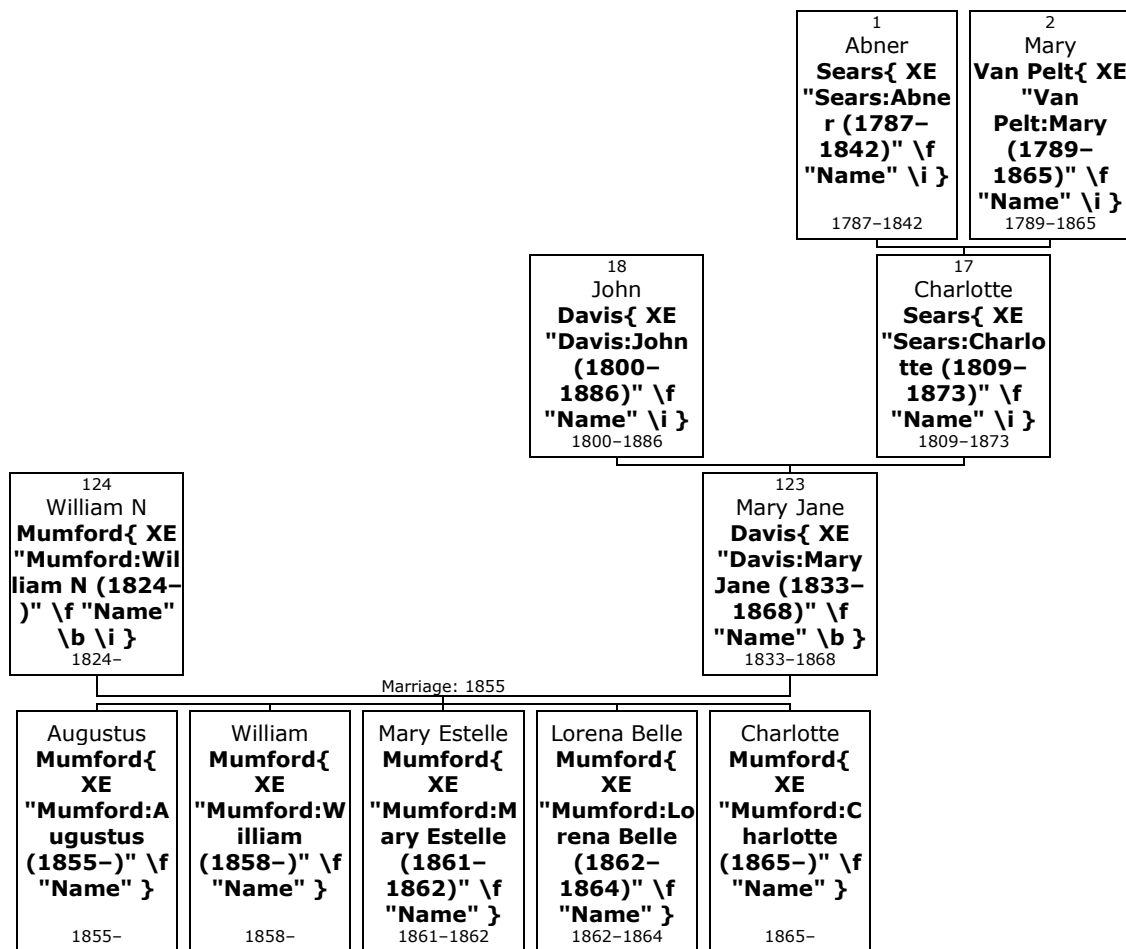 1
Abner
Sears{ XE
"Sears:Abne
r (1787–
1842)" \f
"Name" \i }
1787–1842
2
Mary
Van Pelt{ XE
"Van
Pelt:Mary
(1789–
1865)" \f
"Name" \i }
1789–1865
18
John
Davis{ XE
"Davis:John
(1800–
1886)" \f
"Name" \i }
1800–1886
17
Charlotte
Sears{ XE
"Sears:Charlo
tte (1809–
1873)" \f
"Name" \i }
1809–1873
124
William N
Mumford{ XE
"Mumford:Wil
liam N (1824–
)" \f "Name"
\b \i }
1824–
123
Mary Jane
Davis{ XE
"Davis:Mary
Jane (1833–
1868)" \f
"Name" \b }
1833–1868
Marriage: 1855
Augustus
Mumford{
XE
"Mumford:A
ugustus
(1855–)" \f
"Name" }
1855–
William
Mumford{
XE
"Mumford:W
illiam
(1858–)" \f
"Name" }
1858–
Mary Estelle
Mumford{
XE
"Mumford:M
ary Estelle
(1861–
1862)" \f
"Name" }
1861–1862
Lorena Belle
Mumford{
XE
"Mumford:Lo
rena Belle
(1862–
1864)" \f
"Name" }
1862–1864
Charlotte
Mumford{
XE
"Mumford:C
harlotte
(1865–)" \f
"Name" }
1865–